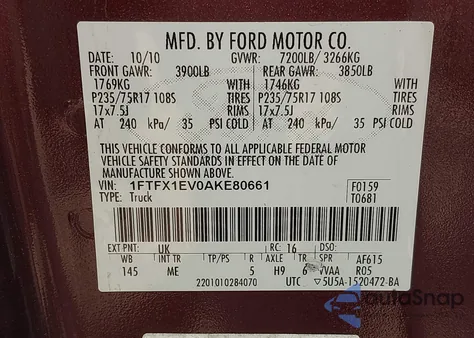 MFD. BY FORD MOTOR CO.
DATE: 10/10 GVWR: 7200LB/ 3266KG
FRONT GAWR: 3900LB REAR GAWR: 3850LB
1769KG WITH 1746KG WITH
P235/75R17 108S TIRES P235/75R17 108S TIRES
17x7.5J RIMS 17x7.5J RIMS
AT 240 kPa/ 35 PSI COLD AT 240 kPa/ 35 PSI COLD
THIS VEHICLE CONFORMS TO ALL APPLICABLE FEDERAL MOTOR
VEHICLE SAFETY STANDARDS IN EFFECT ON THE DATE OF
MANUFACTURE SHOWN ABOVE.
VIN: 1FTFX1EV0AKE80661 F0159
TYPE: Truck T0681
EXT PNT: UK RC: 16 DSO:
WB INT TR TP/PS R AXLE TR SPR AF615
145 ME 5 H9 6 VVAA R05
2201010284070 UTC 5U5A-1520472-BA
AutoSnap